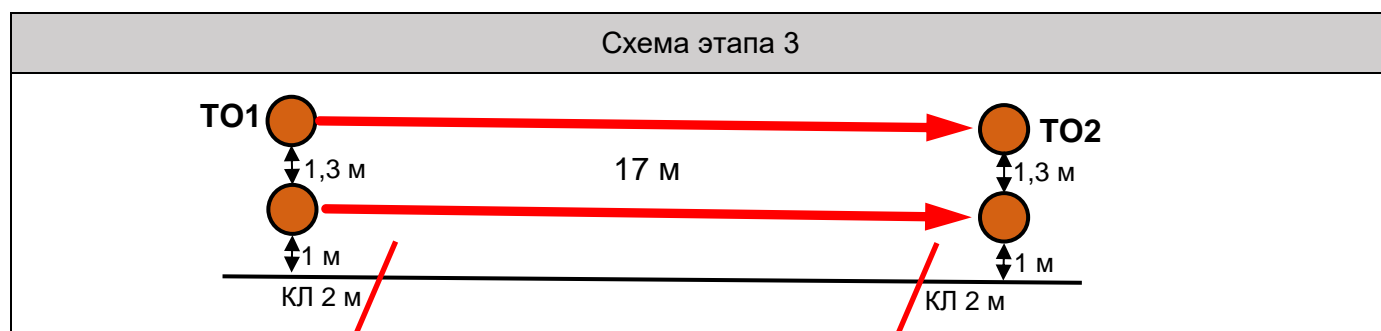 Схема этапа 3
ТО1
ТО2
1,3 м
17 м
1,3 м
1 м
1 м
КЛ 2 м
КЛ 2 м